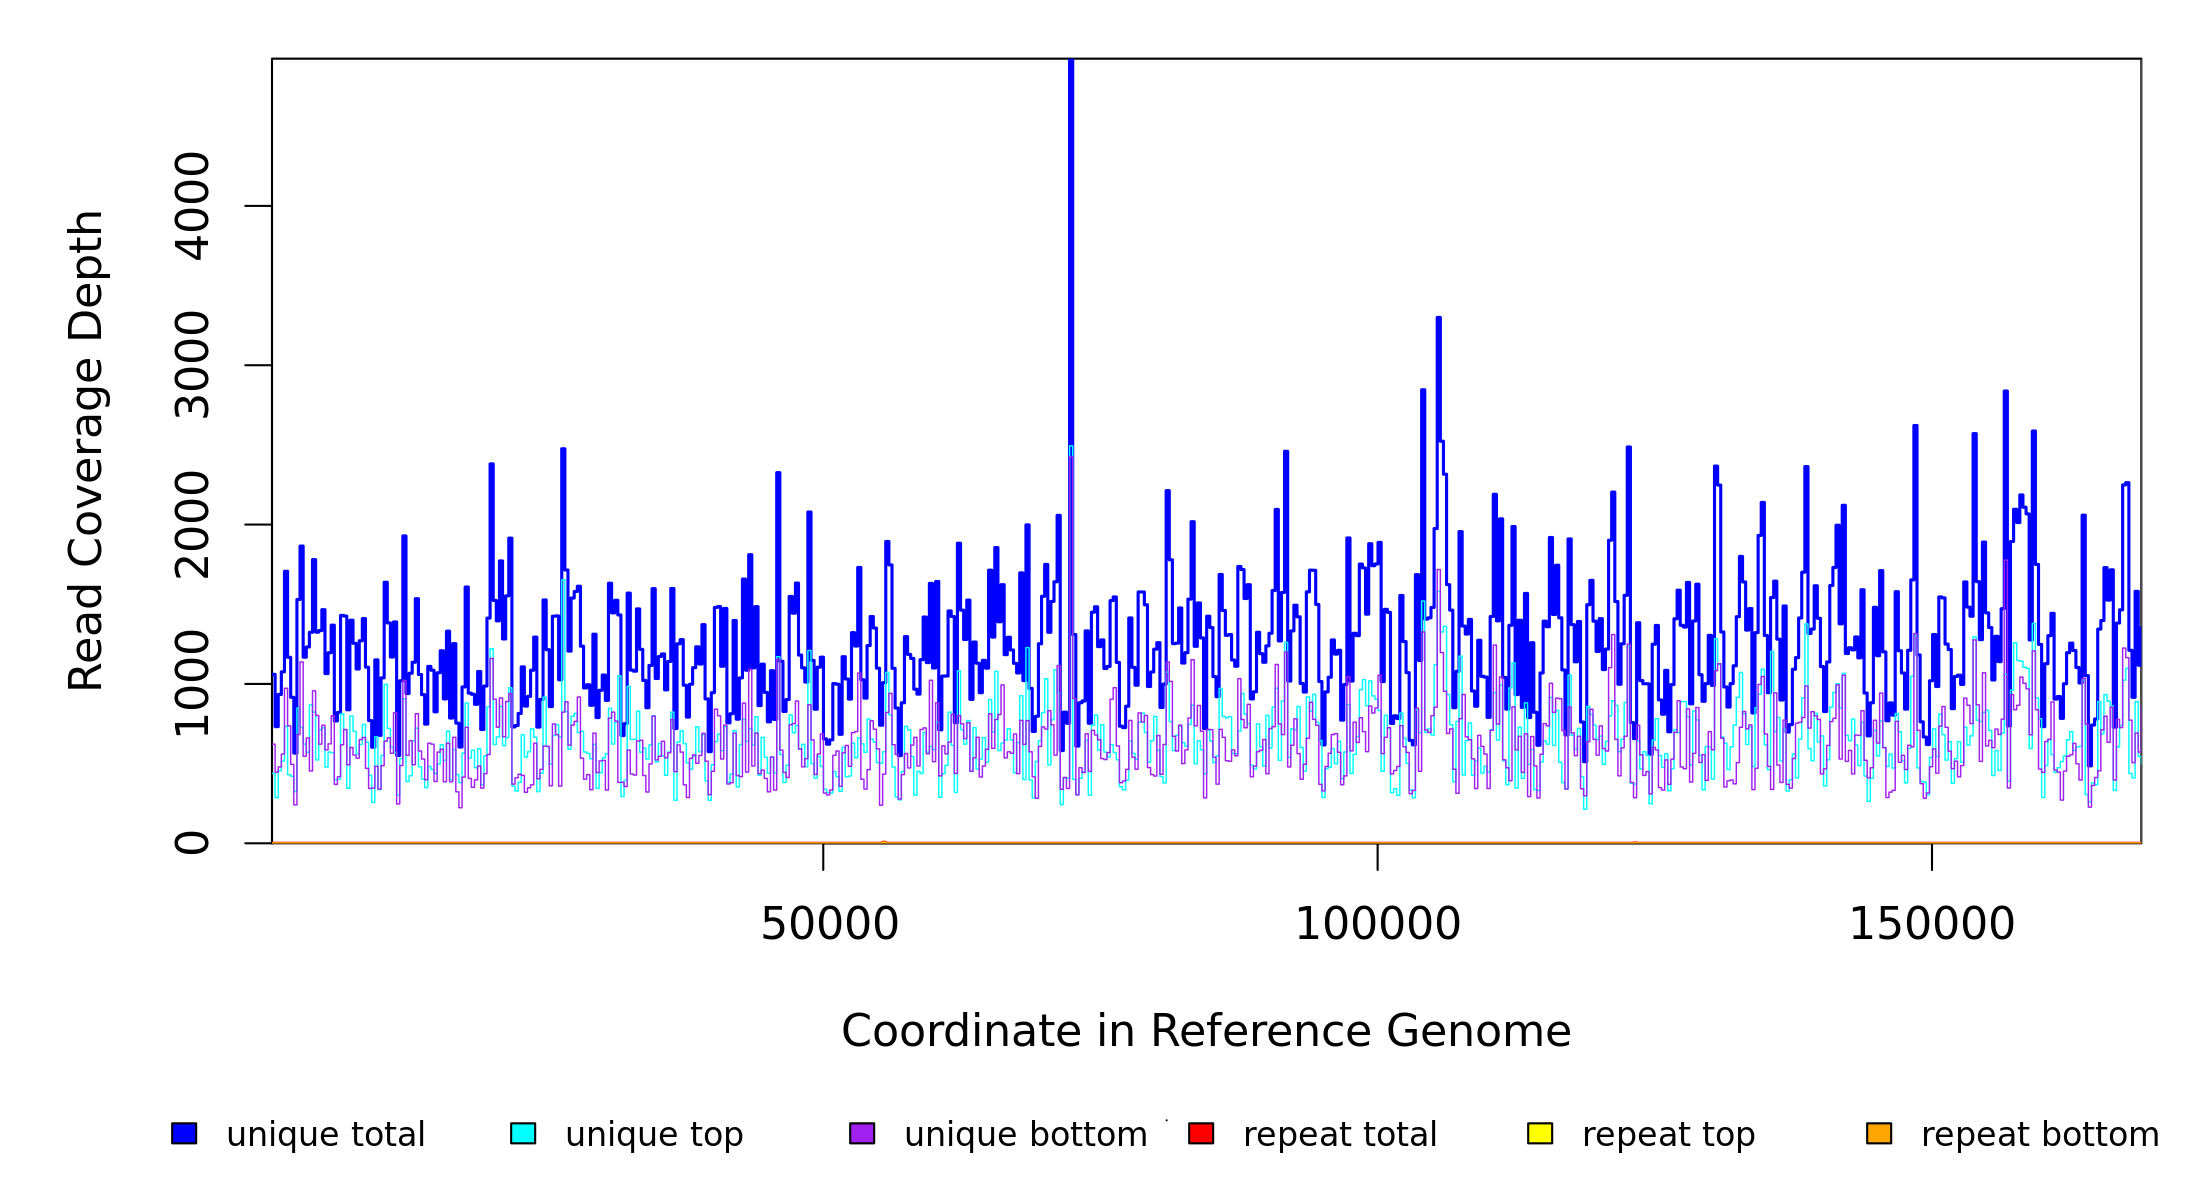 Read Coverage Depth
4000
3000
2000
1000
0
50000 100000 150000
Coordinate in Reference Genome
unique total unique top unique bottom repeat total repeat top repeat bottom